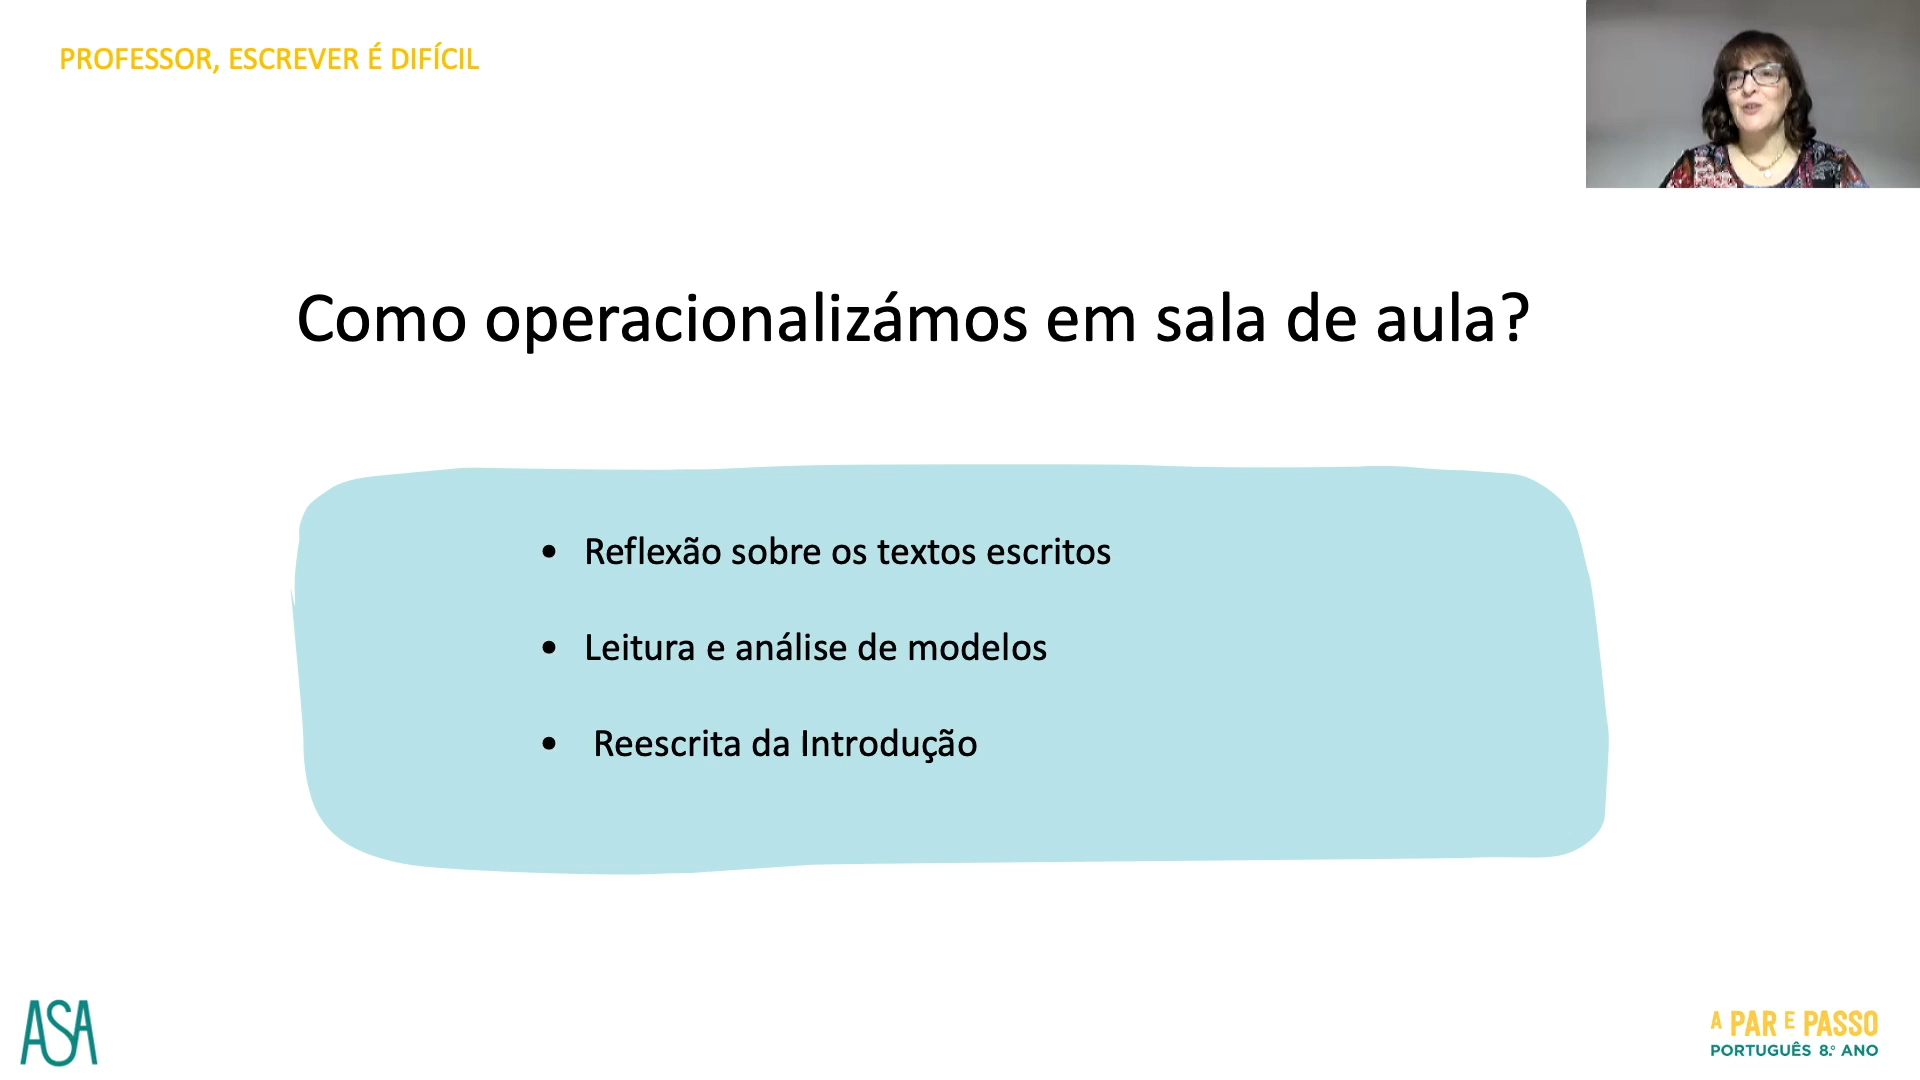 PROFESSOR, ESCREVER É DIFÍCIL
Como operacionalizámos em sala de aula?
• Reflexão sobre os textos escritos
• Leitura e análise de modelos
• Reescrita da Introdução
ASA
A PAR E PASSO
PORTUGUÊS 8.º ANO